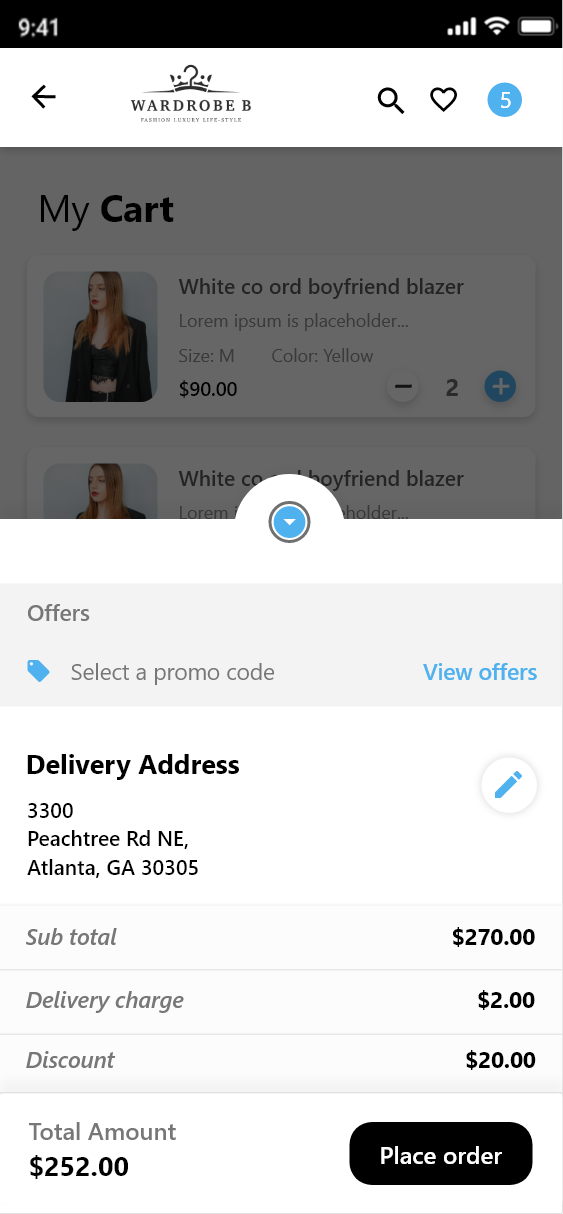 9:41
WARDROBE B
FASHION LUXURY LIFE-STYLE
5
My Cart
White co ord boyfriend blazer
Lorem ipsum is placeholder...
Size: M Color: Yellow
$90.00
2
White co ord boyfriend blazer
Lorem holder...
Offers
Select a promo code View offers
Delivery Address
3300
Peachtree Rd NE,
Atlanta, GA 30305
Sub total $270.00
Delivery charge $2.00
Discount $20.00
Total Amount
$252.00
Place order